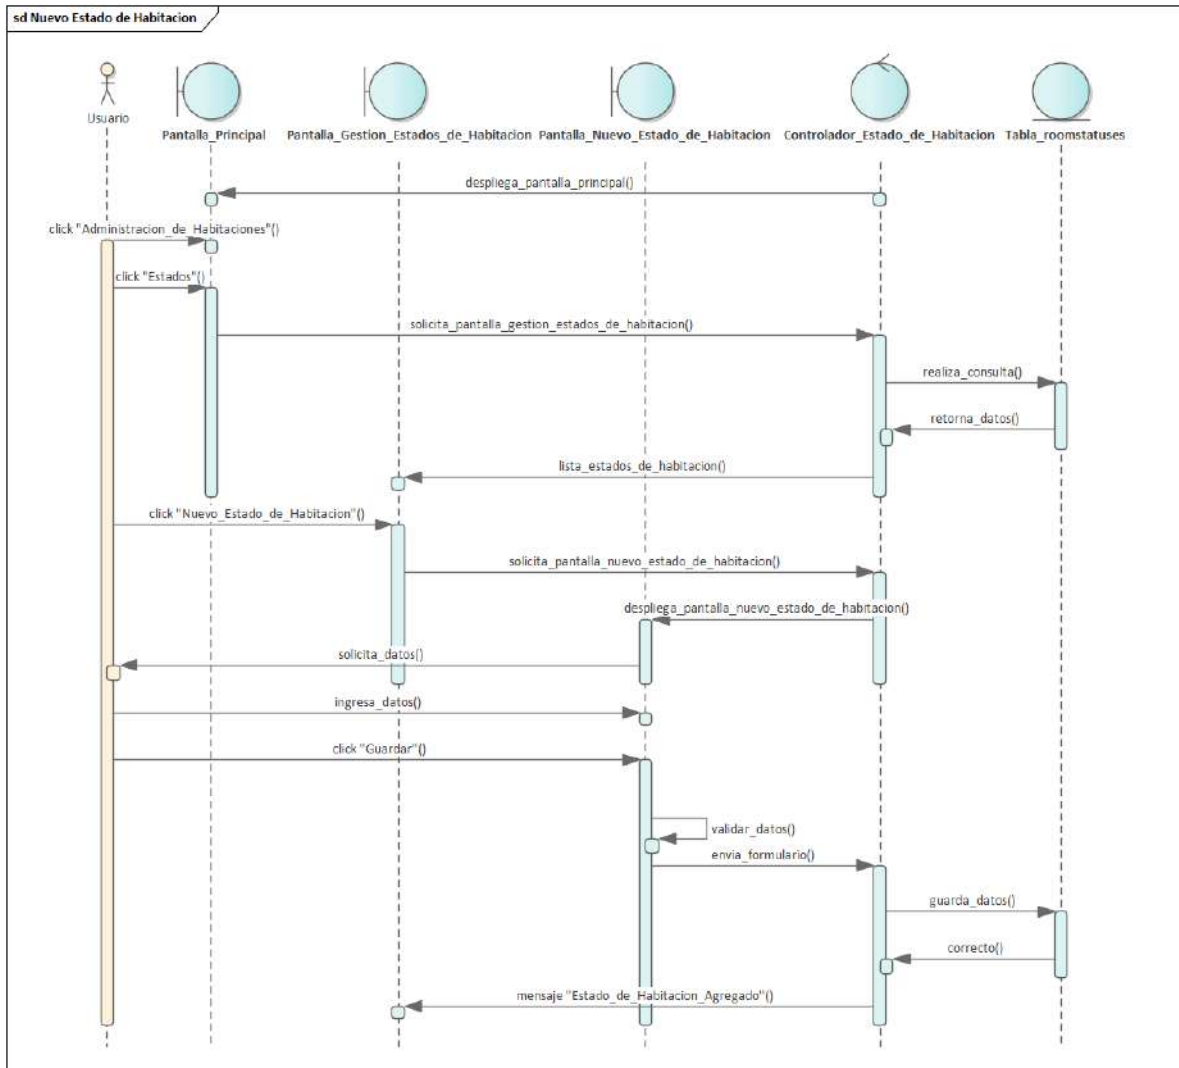 sd Nuevo Estado de Habitacion
Usuario
Pantalla_Principal
Pantalla_Gestion_Estados_de_Habitacion
Pantalla_Nuevo_Estado_de_Habitacion
Controlador_Estado_de_Habitacion
Tabla_roomstatuses
despliega_pantalla_principal()
click "Administracion_de_Habitaciones"()
click "Estados"()
solicita_pantalla_gestion_estados_de_habitacion()
realiza_consulta()
retorna_datos()
lista_estados_de_habitacion()
click "Nuevo_Estado_de_Habitacion"()
solicita_pantalla_nuevo_estado_de_habitacion()
despliega_pantalla_nuevo_estado_de_habitacion()
solicita_datos()
ingresa_datos()
click "Guardar"()
validar_datos()
envia_formulario()
guarda_datos()
correcto()
mensaje "Estado_de_Habitacion_Agregado"()